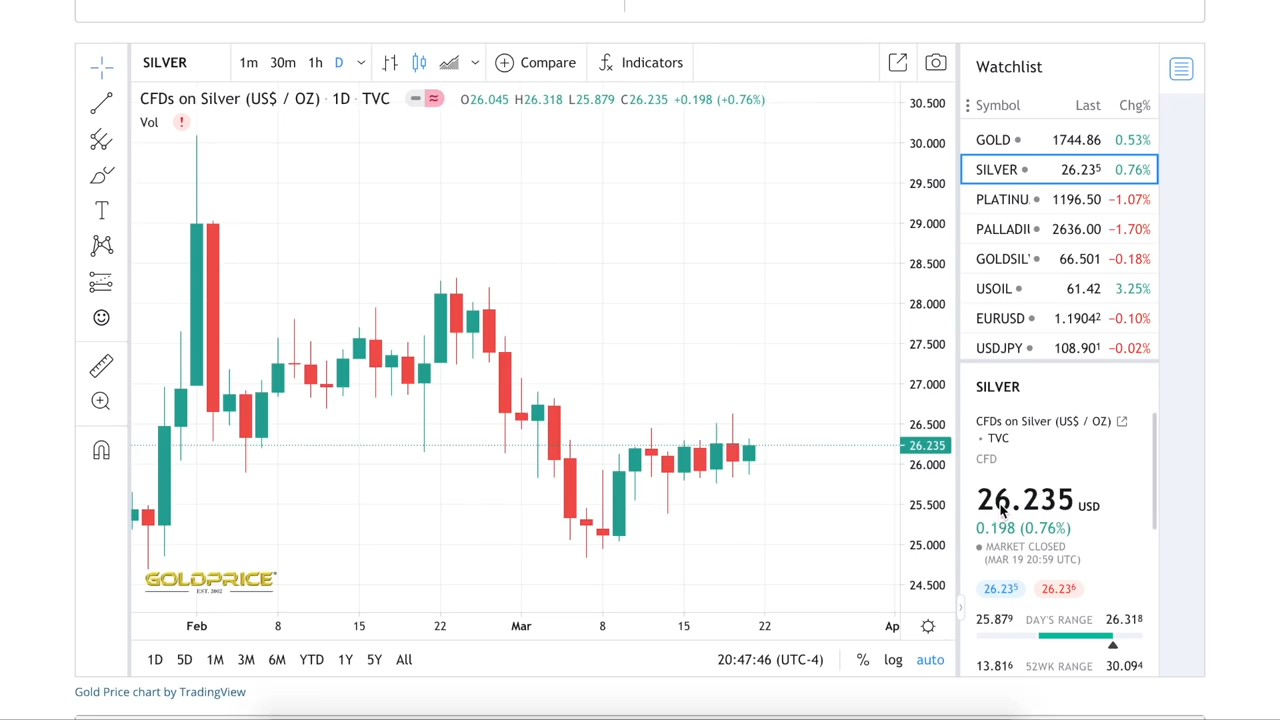 SILVER 1m 30m 1h D Compare Indicators
CFDs on Silver (US$ / OZ) · 1D · TVC O26.045 H26.318 L25.879 C26.235 +0.198 (+0.76%)
Vol !
30.500
30.000
29.500
29.000
28.500
28.000
27.500
27.000
26.500
26.235
26.000
25.500
25.000
24.500
GOLDPRICE
EST. 2002
Feb 8 15 22 Mar 8 15 22 Ap
1D 5D 1M 3M 6M YTD 1Y 5Y All 20:47:46 (UTC-4) % log auto
Watchlist
Symbol Last Chg%
GOLD 1744.86 0.53%
SILVER 26.235 0.76%
PLATINU 1196.50 −1.07%
PALLADIU 2636.00 −1.70%
GOLDSIL 66.501 −0.18%
USOIL 61.42 3.25%
EURUSD 1.19042 −0.10%
USDJPY 108.901 −0.02%
SILVER
CFDs on Silver (US$ / OZ)
• TVC
CFD
26.235 USD
0.198 (0.76%)
MARKET CLOSED
(MAR 19 20:59 UTC)
26.235 26.236
25.879 DAY'S RANGE 26.318
13.816 52WK RANGE 30.094
Gold Price chart by TradingView